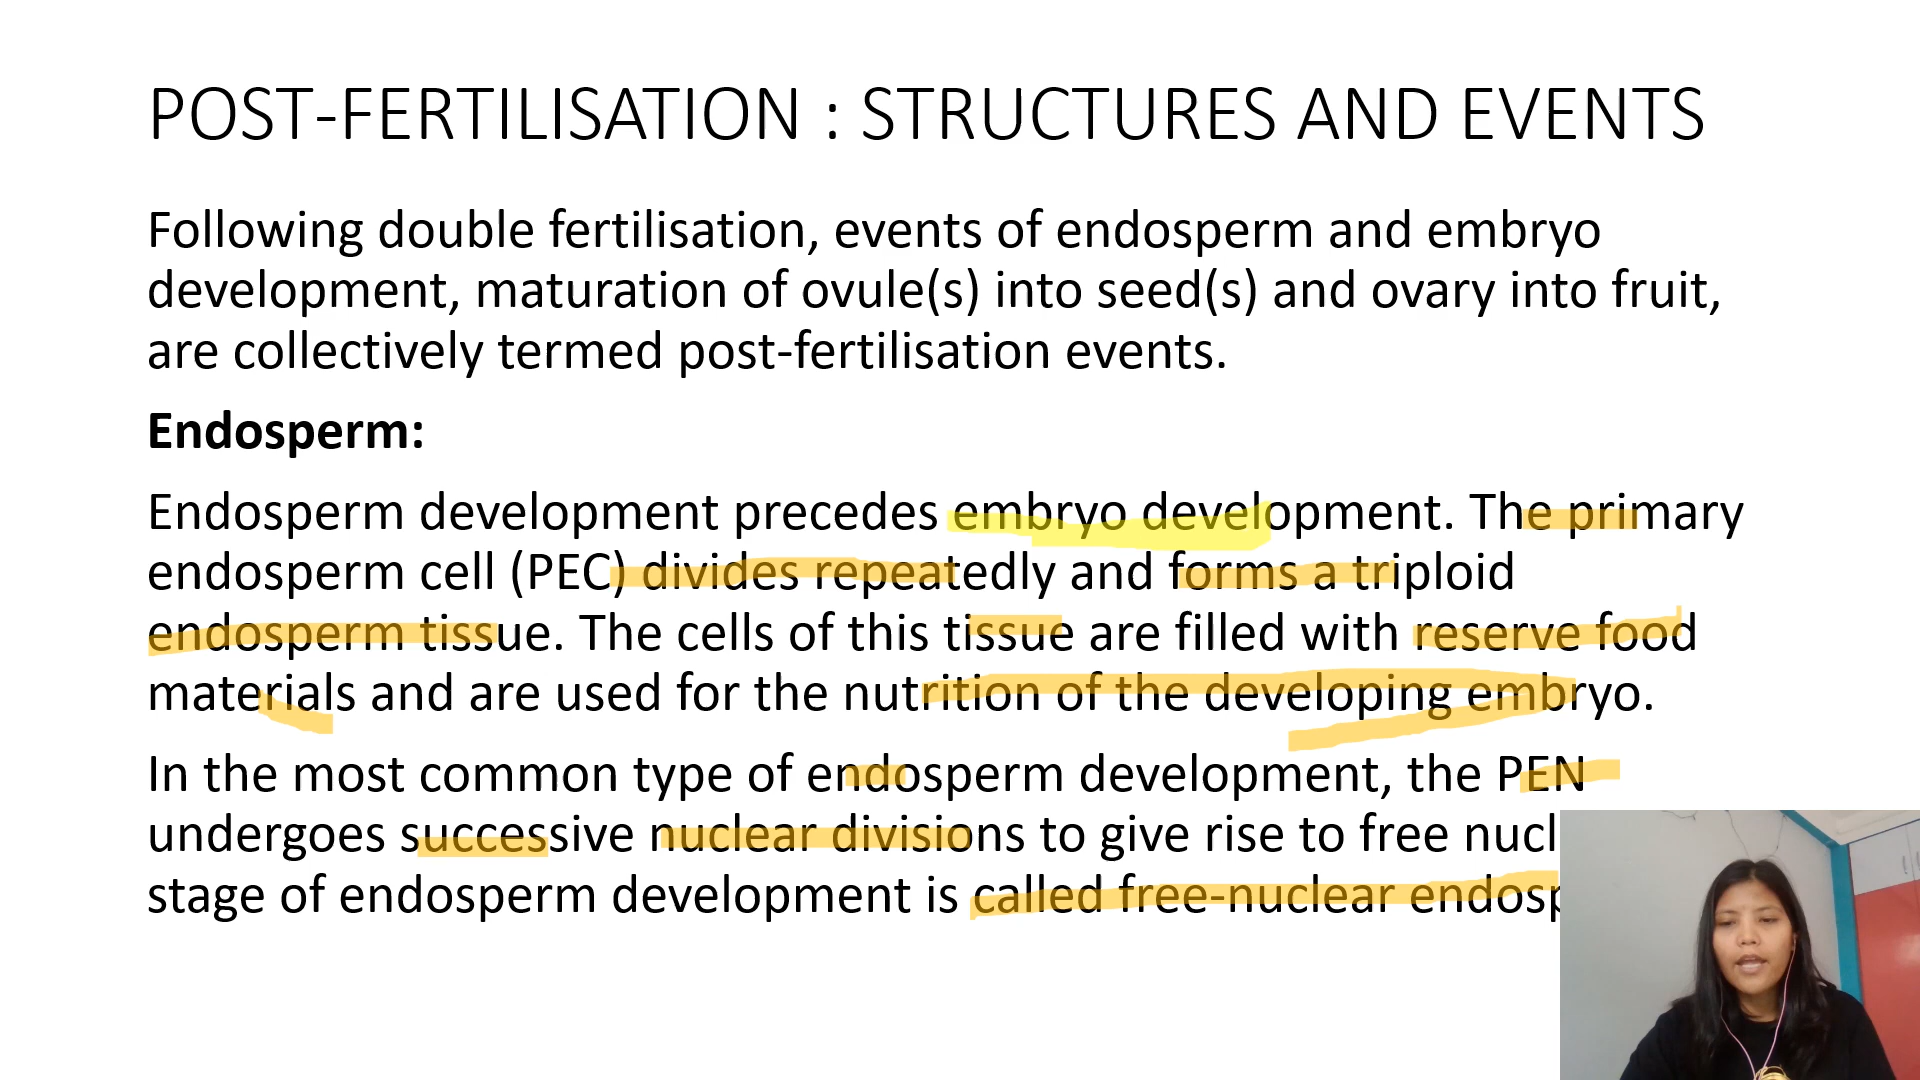 POST-FERTILISATION : STRUCTURES AND EVENTS
Following double fertilisation, events of endosperm and embryo
development, maturation of ovule(s) into seed(s) and ovary into fruit,
are collectively termed post-fertilisation events.
Endosperm:
Endosperm development precedes embryo development. The primary
endosperm cell (PEC) divides repeatedly and forms a triploid
endosperm tissue. The cells of this tissue are filled with reserve food
materials and are used for the nutrition of the developing embryo.
In the most common type of endosperm development, the PEN
undergoes successive nuclear divisions to give rise to free
stage of endosperm development is called free-nuclear